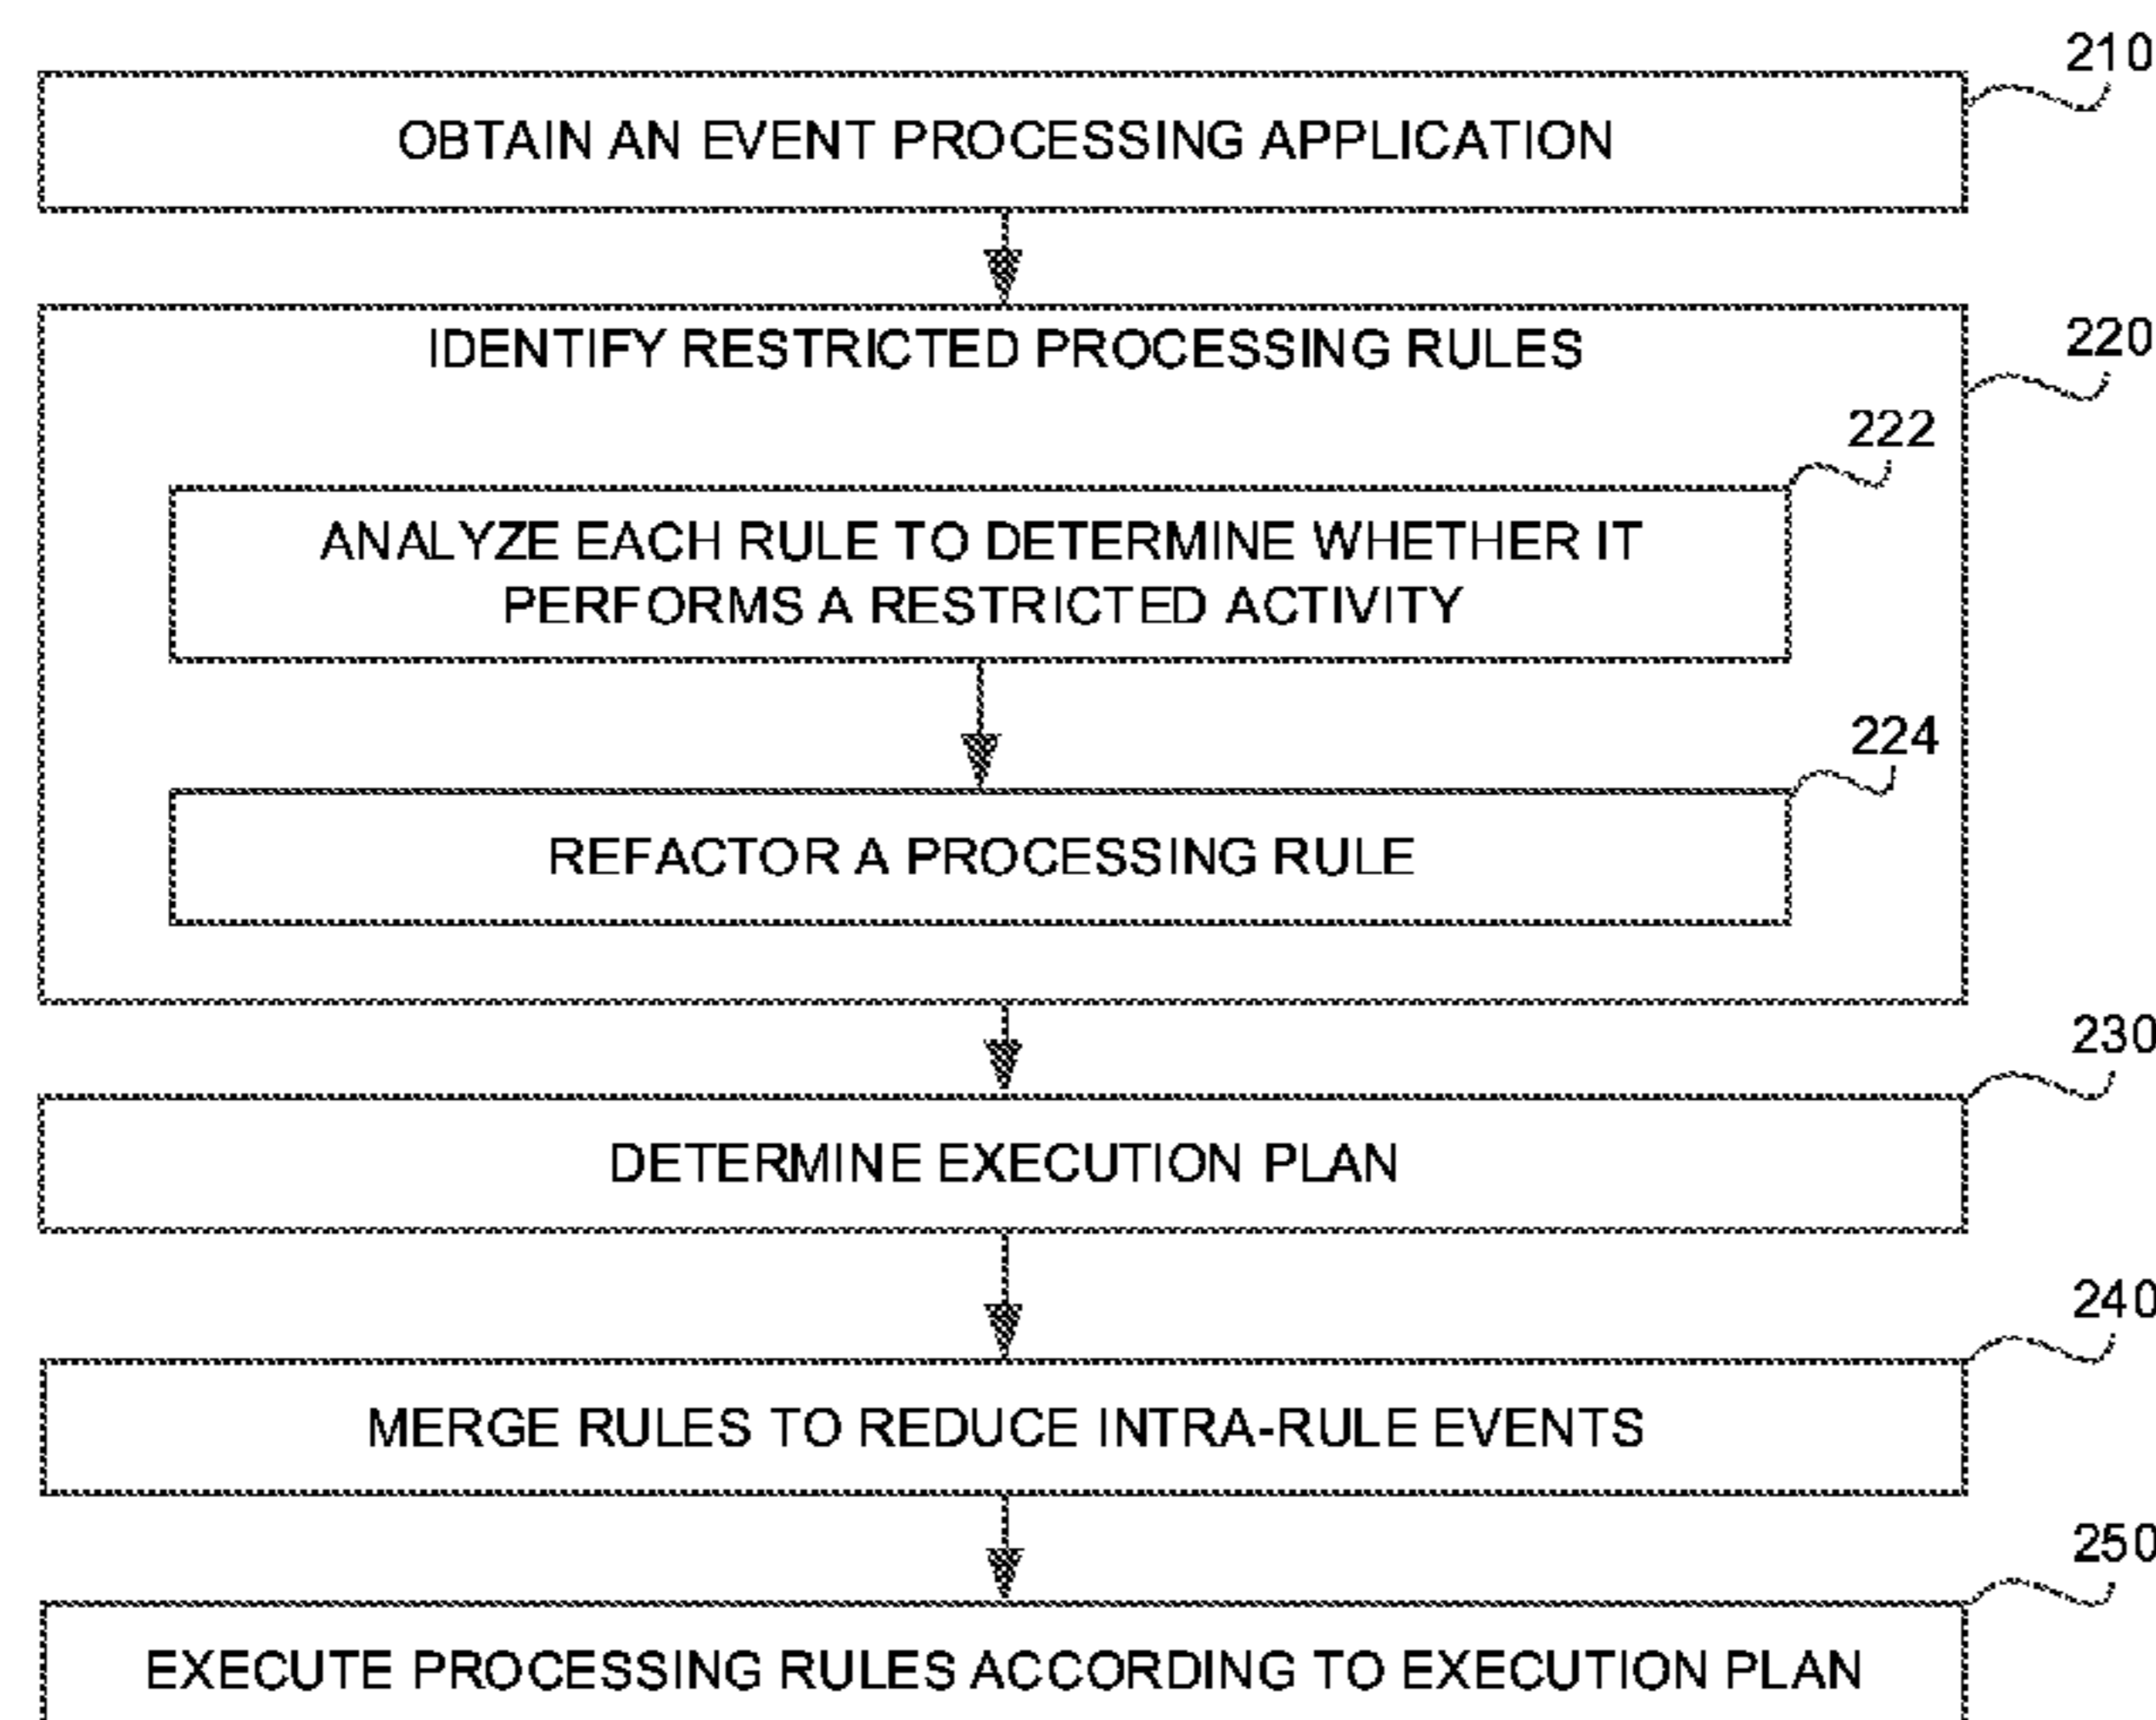 210
OBTAIN AN EVENT PROCESSING APPLICATION
IDENTIFY RESTRICTED PROCESSING RULES
220
222
ANALYZE EACH RULE TO DETERMINE WHETHER IT
PERFORMS A RESTRICTED ACTIVITY
224
REFACTOR A PROCESSING RULE
230
DETERMINE EXECUTION PLAN
240
MERGE RULES TO REDUCE INTRA-RULE EVENTS
250
EXECUTE PROCESSING RULES ACCORDING TO EXECUTION PLAN